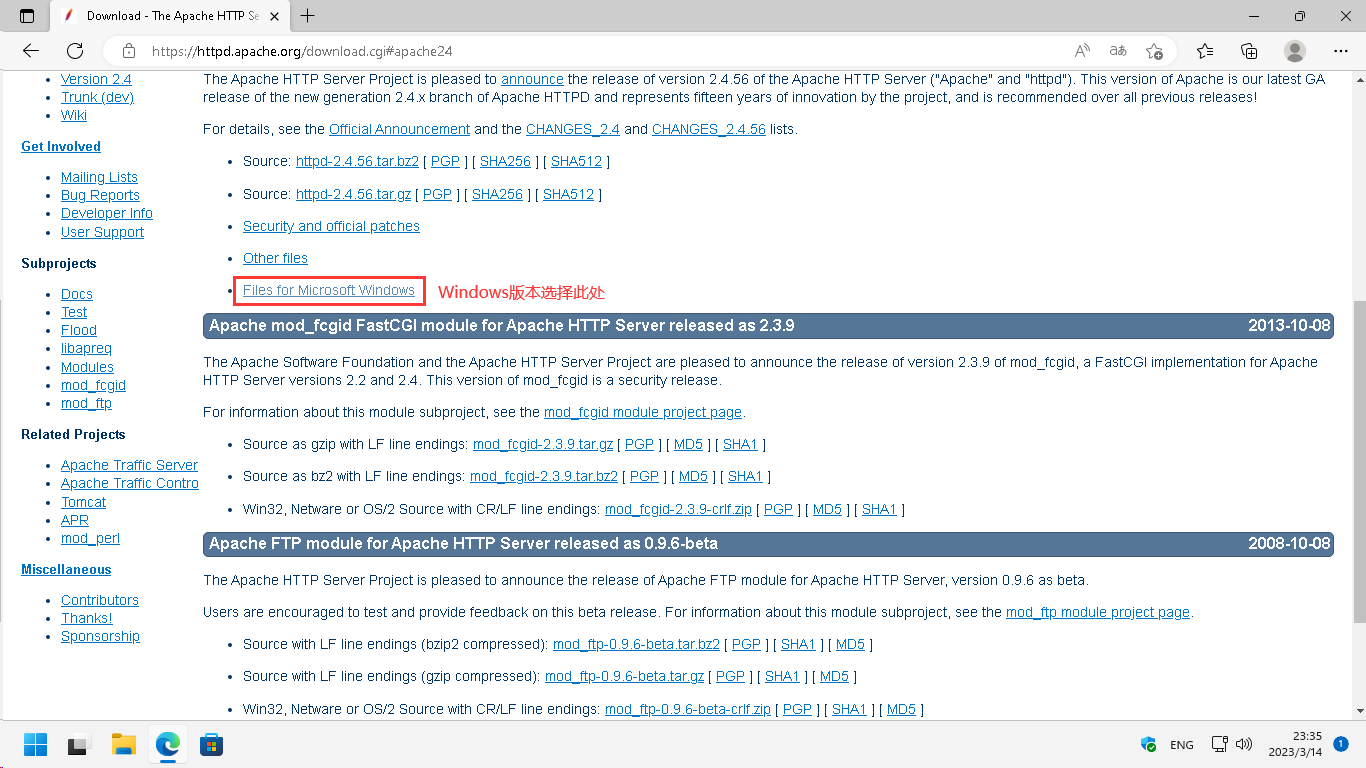 Download - The Apache HTTP Se
https://httpd.apache.org/download.cgi#apache24
Version 2.4
Trunk (dev)
Wiki
Get Involved
Mailing Lists
Bug Reports
Developer Info
User Support
Subprojects
Docs
Test
Flood
libapreq
Modules
mod_fcgid
mod_ftp
Related Projects
Apache Traffic Server
Apache Traffic Contro
Tomcat
APR
mod_perl
Miscellaneous
Contributors
Thanks!
Sponsorship
The Apache HTTP Server Project is pleased to announce the release of version 2.4.56 of the Apache HTTP Server ("Apache" and "httpd"). This version of Apache is our latest GA
release of the new generation 2.4.x branch of Apache HTTPD and represents fifteen years of innovation by the project, and is recommended over all previous releases!
For details, see the Official Announcement and the CHANGES_2.4 and CHANGES_2.4.56 lists.
Source: httpd-2.4.56.tar.bz2 [ PGP ] [ SHA256 ] [ SHA512 ]
Source: httpd-2.4.56.tar.gz [ PGP ] [ SHA256 ] [ SHA512 ]
Security and official patches
Other files
Files for Microsoft Windows Windows版本选择此处
Apache mod_fcgid FastCGI module for Apache HTTP Server released as 2.3.9 2013-10-08
The Apache Software Foundation and the Apache HTTP Server Project are pleased to announce the release of version 2.3.9 of mod_fcgid, a FastCGI implementation for Apache
HTTP Server versions 2.2 and 2.4. This version of mod_fcgid is a security release.
For information about this module subproject, see the mod_fcgid module project page.
Source as gzip with LF line endings: mod_fcgid-2.3.9.tar.gz [ PGP ] [ MD5 ] [ SHA1 ]
Source as bz2 with LF line endings: mod_fcgid-2.3.9.tar.bz2 [ PGP ] [ MD5 ] [ SHA1 ]
Win32, Netware or OS/2 Source with CR/LF line endings: mod_fcgid-2.3.9-crlf.zip [ PGP ] [ MD5 ] [ SHA1 ]
Apache FTP module for Apache HTTP Server released as 0.9.6-beta 2008-10-08
The Apache HTTP Server Project is pleased to announce the release of Apache FTP module for Apache HTTP Server, version 0.9.6 as beta.
Users are encouraged to test and provide feedback on this beta release. For information about this module subproject, see the mod_ftp module project page.
Source with LF line endings (bzip2 compressed): mod_ftp-0.9.6-beta.tar.bz2 [ PGP ] [ SHA1 ] [ MD5 ]
Source with LF line endings (gzip compressed): mod_ftp-0.9.6-beta.tar.gz [ PGP ] [ SHA1 ] [ MD5 ]
Win32, Netware or OS/2 Source with CR/LF line endings: mod_ftp-0.9.6-beta-crlf.zip [ PGP ] [ SHA1 ] [ MD5 ]
ENG
23:35
2023/3/14
1